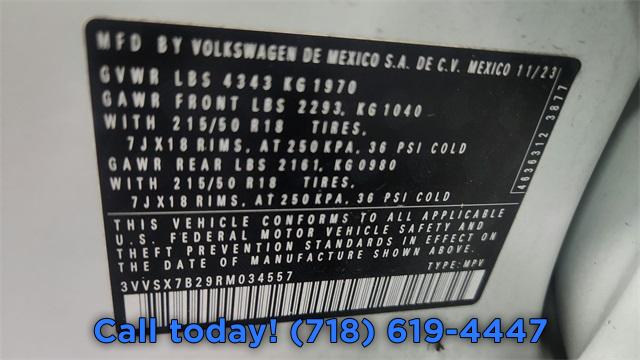 MFD BY VOLKSWAGEN DE MEXICO S.A. DE C.V. MEXICO 11/23
GVWR LBS 4343 KG 1970
GAWR FRONT LBS 2293, KG 1040
WITH 215/50 R18 TIRES,
7JX18 RIMS, AT 250 KPA, 36 PSI COLD
GAWR REAR LBS 2161, KG 0980
WITH 215/50 R18 TIRES,
7JX18 RIMS, AT 250 KPA, 36 PSI COLD
THIS VEHICLE CONFORMS TO ALL APPLICABLE
U.S. FEDERAL MOTOR VEHICLE SAFETY AND
THEFT PREVENTION STANDARDS IN EFFECT ON
THE DATE OF MANUFACTURE SHOWN ABOVE.
3VVSX7B29RM034557 TYPE: MPV
4636312 3877
Call today! (718) 619-4447